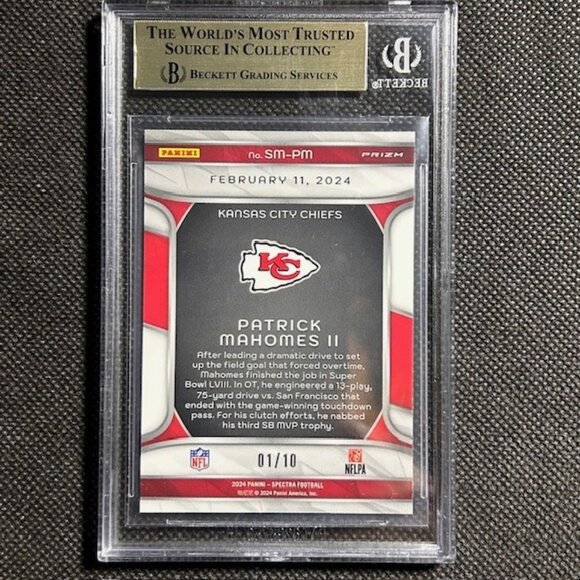 THE WORLD'S MOST TRUSTED
SOURCE IN COLLECTING™
B BECKETT GRADING SERVICES
B
BECKETT®
PANINI
No. SM-PM
PRIZM
FEBRUARY 11, 2024
KANSAS CITY CHIEFS
KC
PATRICK
MAHOMES II
After leading a dramatic drive to set
up the field goal that forced overtime,
Mahomes finished the job in Super
Bowl LVIII. In OT, he engineered a 13-play,
75-yard drive vs. San Francisco that
ended with the game-winning touchdown
pass. For his clutch efforts, he nabbed
his third SB MVP trophy.
NFL
01/10
NFLPA
2024 PANINI - SPECTRA FOOTBALL
© 2024 Panini America, Inc.